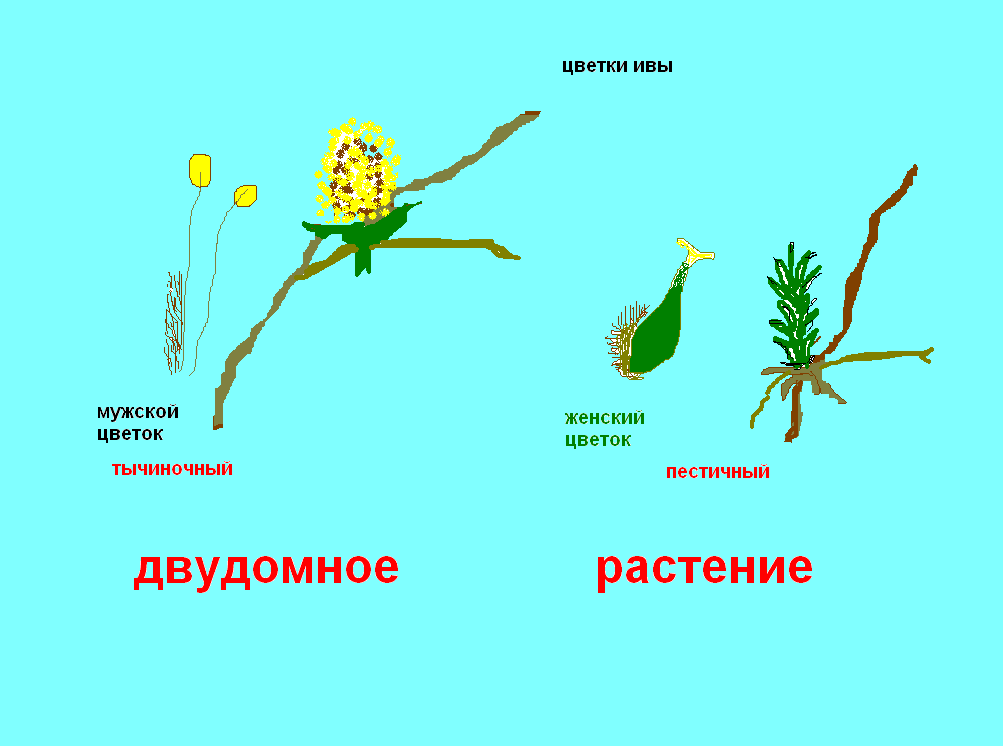 цветки ивы
мужской
цветок
тычиночный
женский
цветок
пестичный
двудомное растение